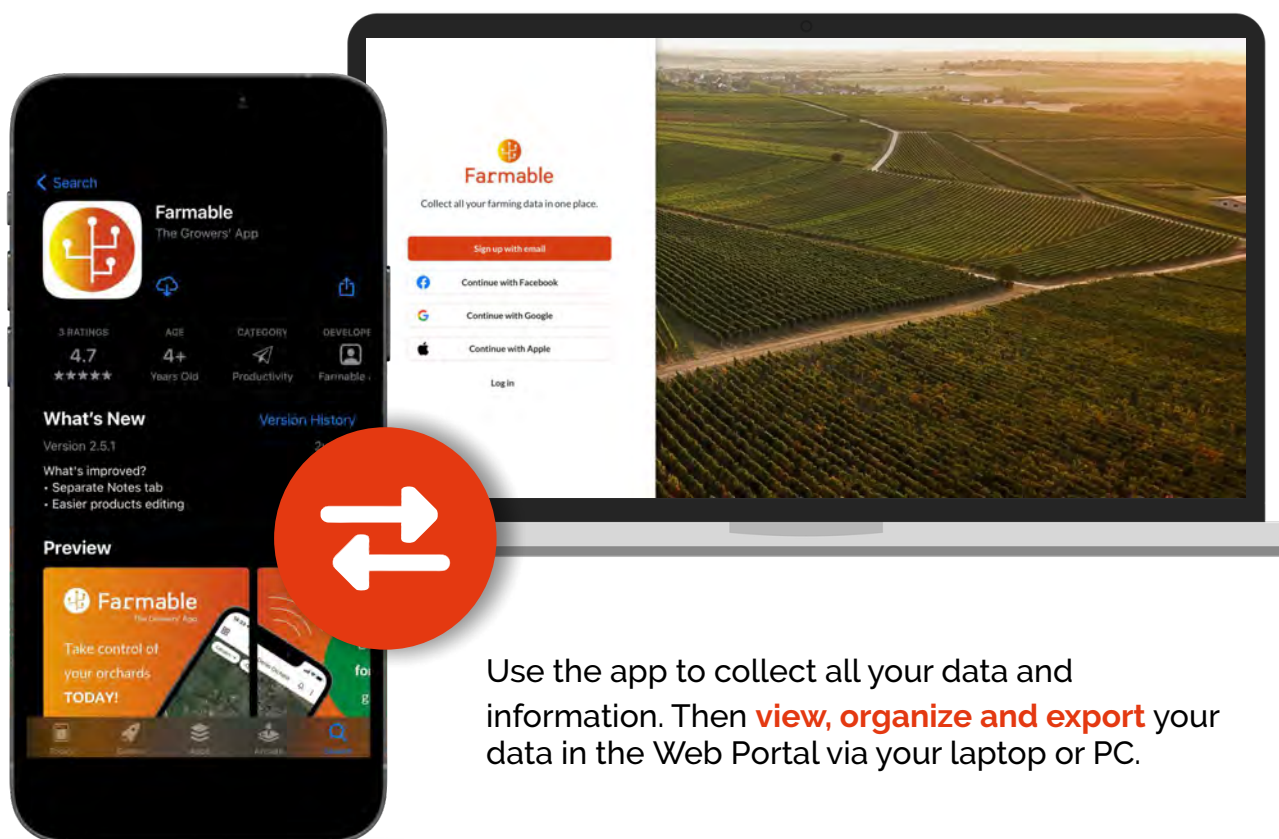 Search
Farmable
The Growers' App
3 RATINGS
AGE
CATEGORY
DEVELOPE
4.7
4+
Years Old
Productivity
Farmable
What's New
Version History
Version 2.5.1
What's improved?
• Separate Notes tab
• Easier products editing
Preview
Farmable
The Growers' App
Take control of
your orchards
TODAY!
Farmable
Collect all your farming data in one place.
Sign up with email
Continue with Facebook
Continue with Google
Continue with Apple
Log in
Use the app to collect all your data and
information. Then view, organize and export your
data in the Web Portal via your laptop or PC.